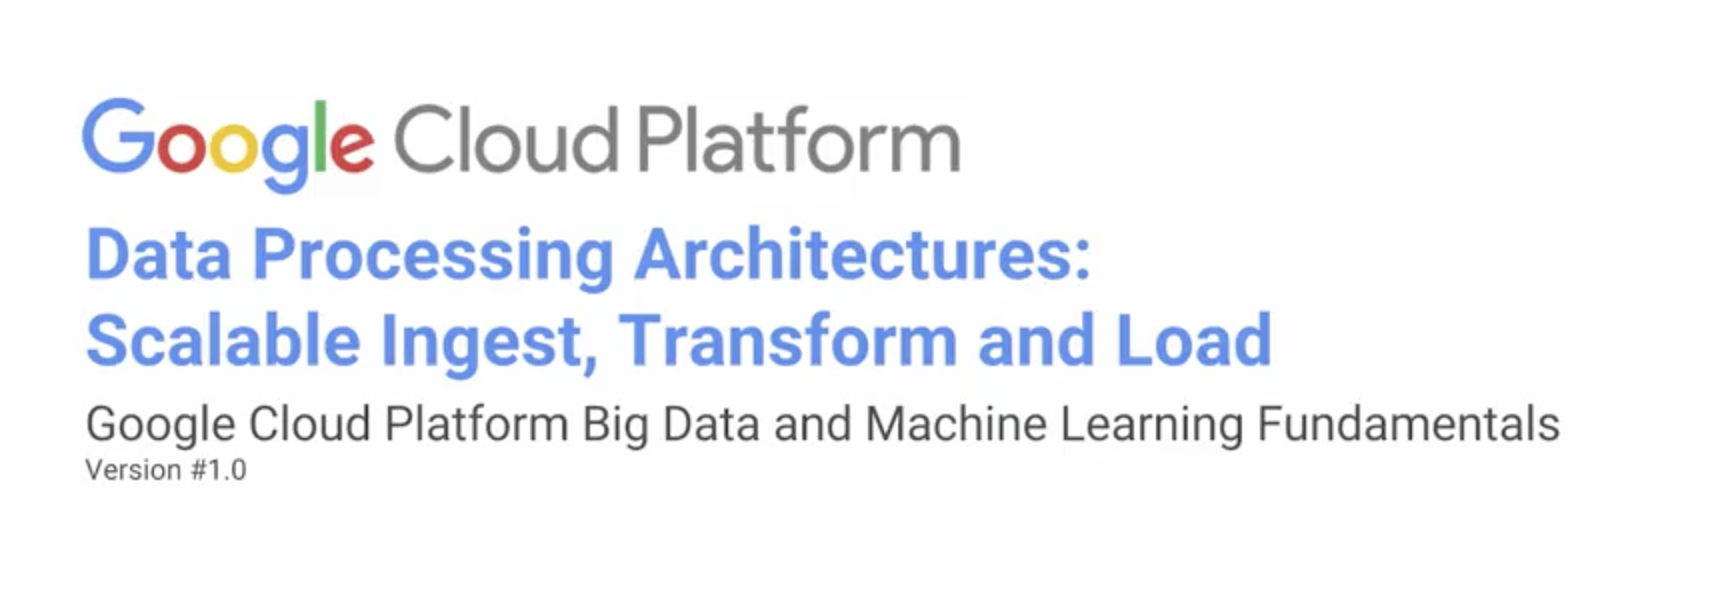 Google Cloud Platform
Data Processing Architectures:
Scalable Ingest, Transform and Load
Google Cloud Platform Big Data and Machine Learning Fundamentals
Version #1.0